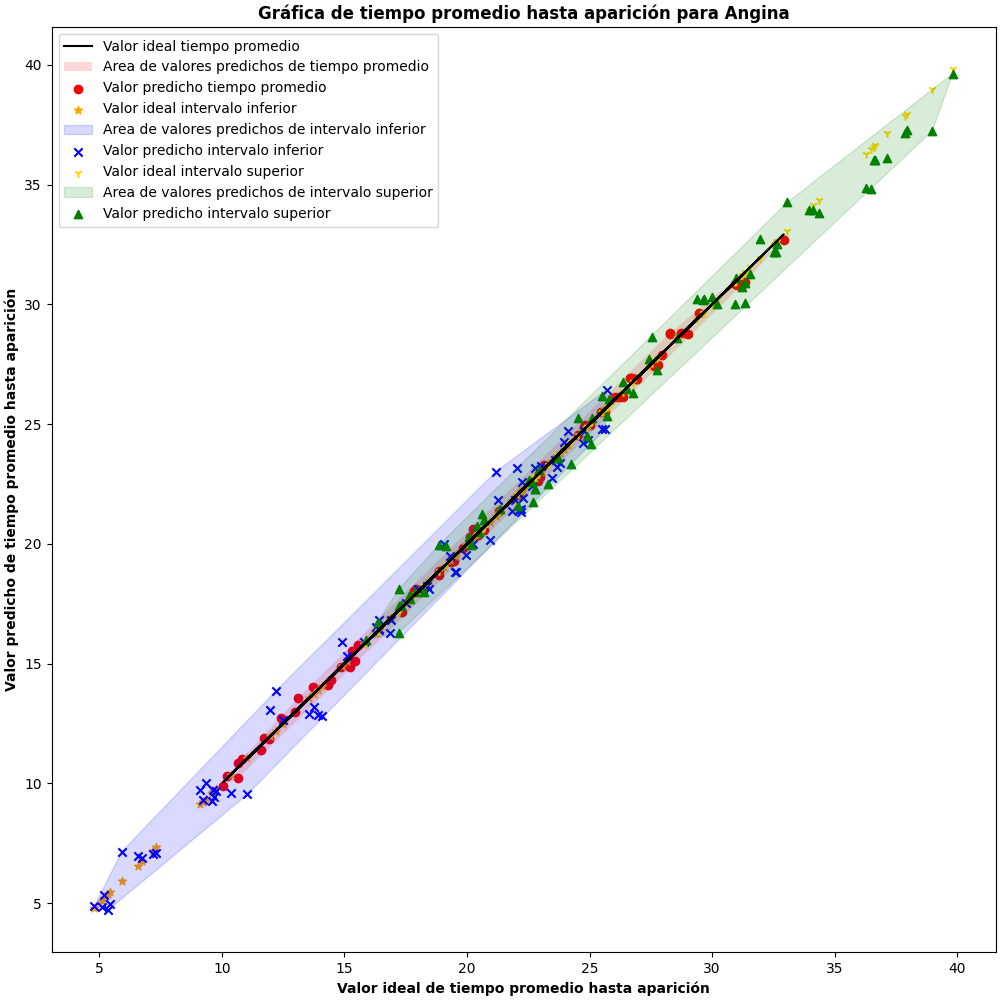 Gráfica de tiempo promedio hasta aparición para Angina
Valor ideal tiempo promedio
Area de valores predichos de tiempo promedio
Valor predicho tiempo promedio
Valor ideal intervalo inferior
Area de valores predichos de intervalo inferior
Valor predicho intervalo inferior
Valor ideal intervalo superior
Area de valores predichos de intervalo superior
Valor predicho intervalo superior
Valor predicho de tiempo promedio hasta aparición
40
35
30
25
20
15
10
5
5 10 15 20 25 30 35 40
Valor ideal de tiempo promedio hasta aparición